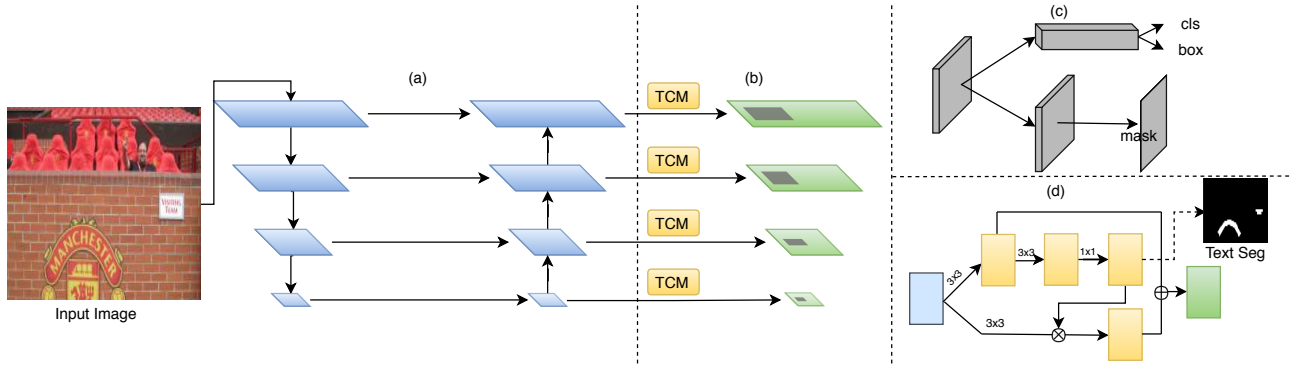 (a)
(b)
(c)
cls
box
mask
TCM
TCM
TCM
TCM
VISITING
TEAM
MANCHESTER
Input Image
(d)
3x3
3x3
1x1
3x3
Text Seg